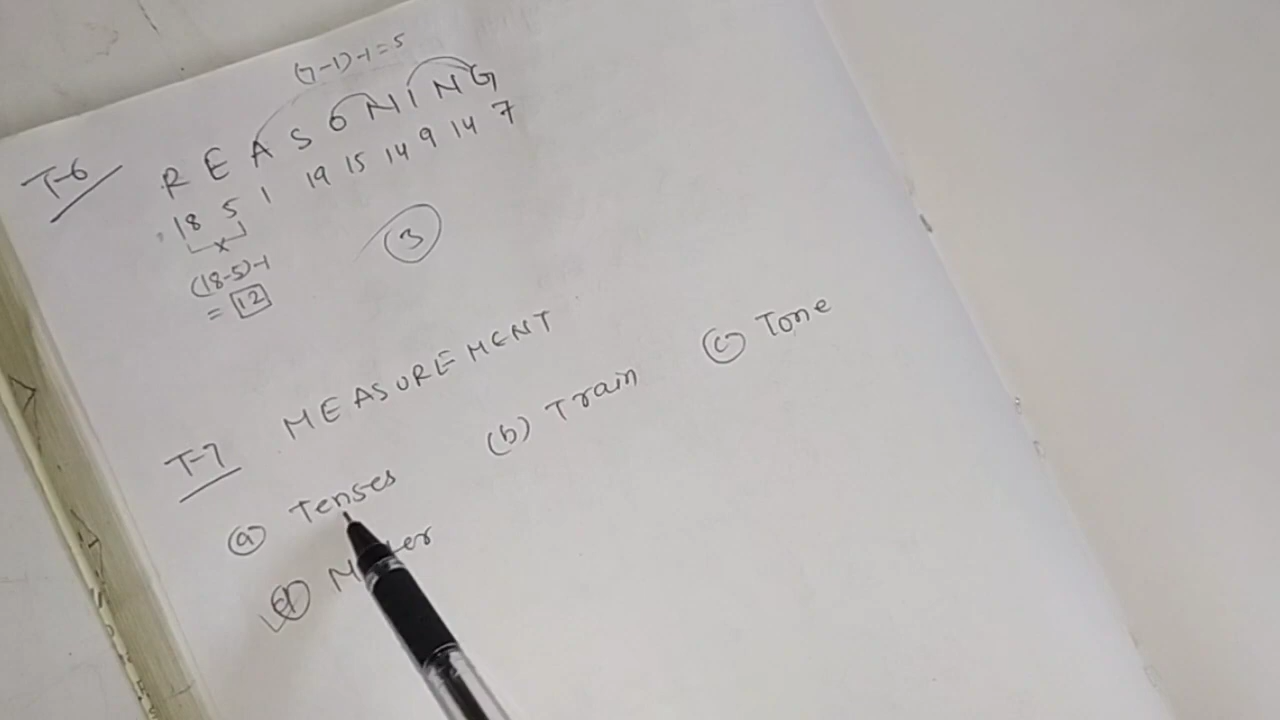 (7-1)-1=5
T-6 REASONING
18 5 1 19 15 14 9 14 7
x
(18-5)-1
= 12
3
T-7 MEASUREMENT
(a) Tenses (b) Train (c) Tone
(d)